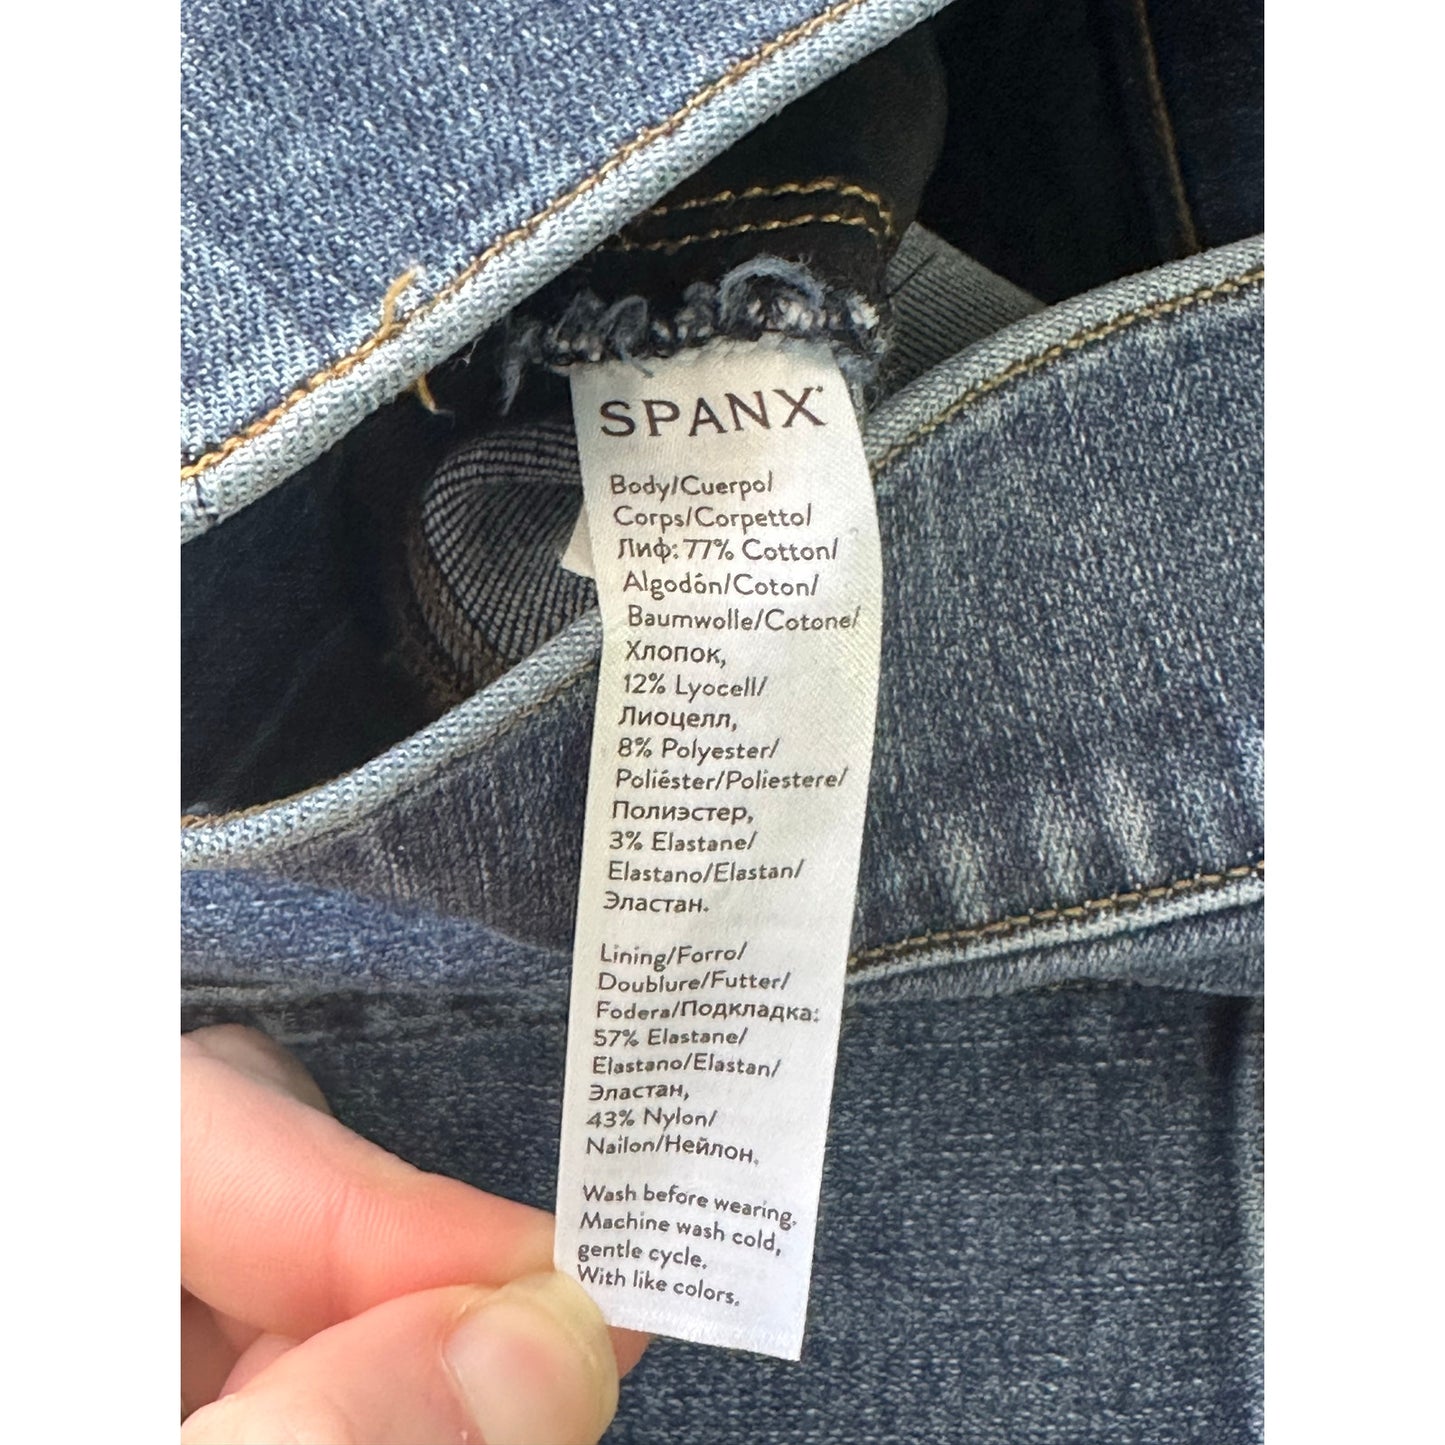 SPANX
Body/Cuerpo/
Corps/Corpetto/
Лиф: 77% Cotton/
Algodón/Coton/
Baumwolle/Cotone/
Хлопок,
12% Lyocell/
Лиоцелл,
8% Polyester/
Poliéster/Poliestere/
Полиэстер,
3% Elastane/
Elastano/Elastan/
Эластан.
Lining/Forro/
Doublure/Futter/
Fodera/Подкладка:
57% Elastane/
Elastano/Elastan/
Эластан,
43% Nylon/
Nailon/Нейлон.
Wash before wearing.
Machine wash cold,
gentle cycle.
With like colors.